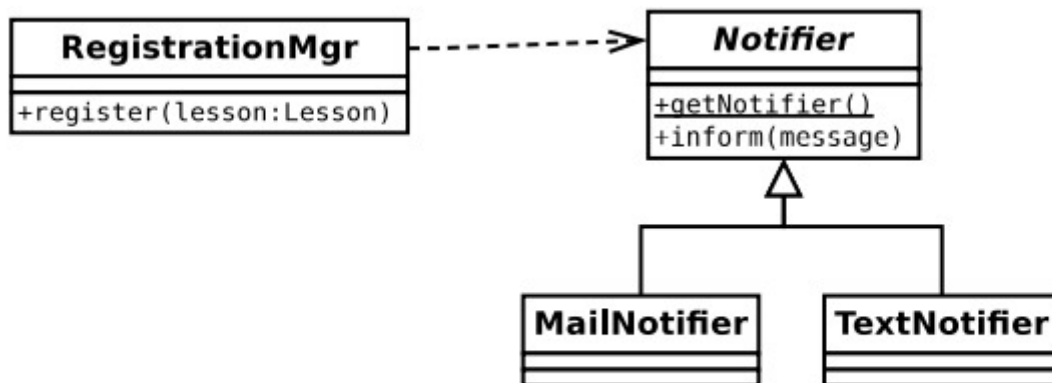 RegistrationMgr
+register(lesson:Lesson)
Notifier
+getNotifier()
+inform(message)
MailNotifier
TextNotifier